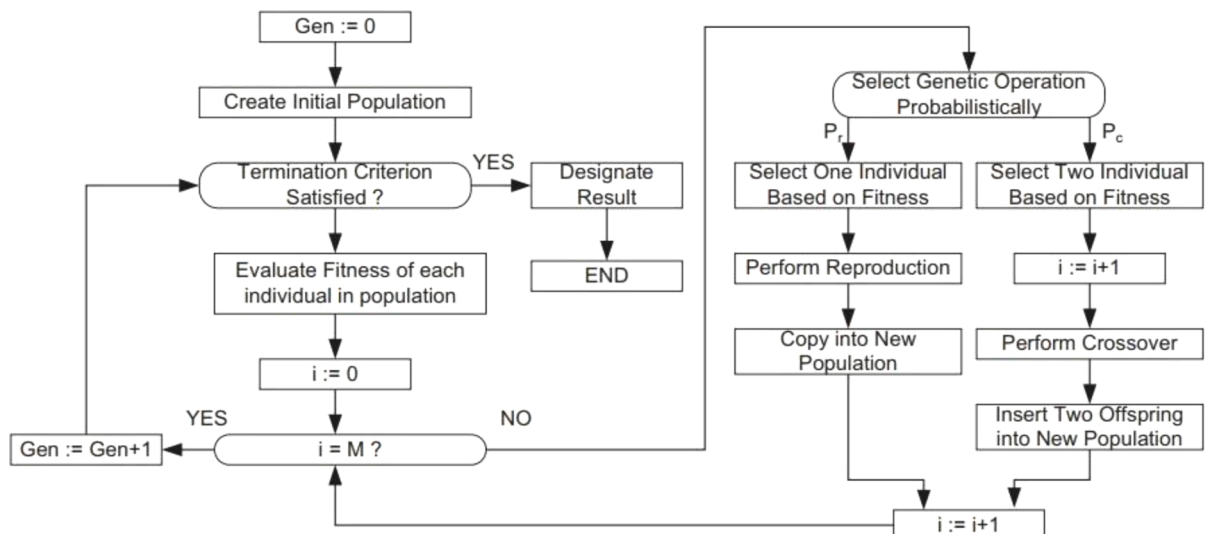 Gen := 0
Create Initial Population
Termination Criterion
Satisfied ?
YES
Designate
Result
END
Evaluate Fitness of each
individual in population
i := 0
YES
NO
Gen := Gen+1
i = M ?
Select Genetic Operation
Probabilistically
Pr
Pc
Select One Individual
Based on Fitness
Select Two Individual
Based on Fitness
Perform Reproduction
i := i+1
Copy into New
Population
Perform Crossover
Insert Two Offspring
into New Population
i := i+1